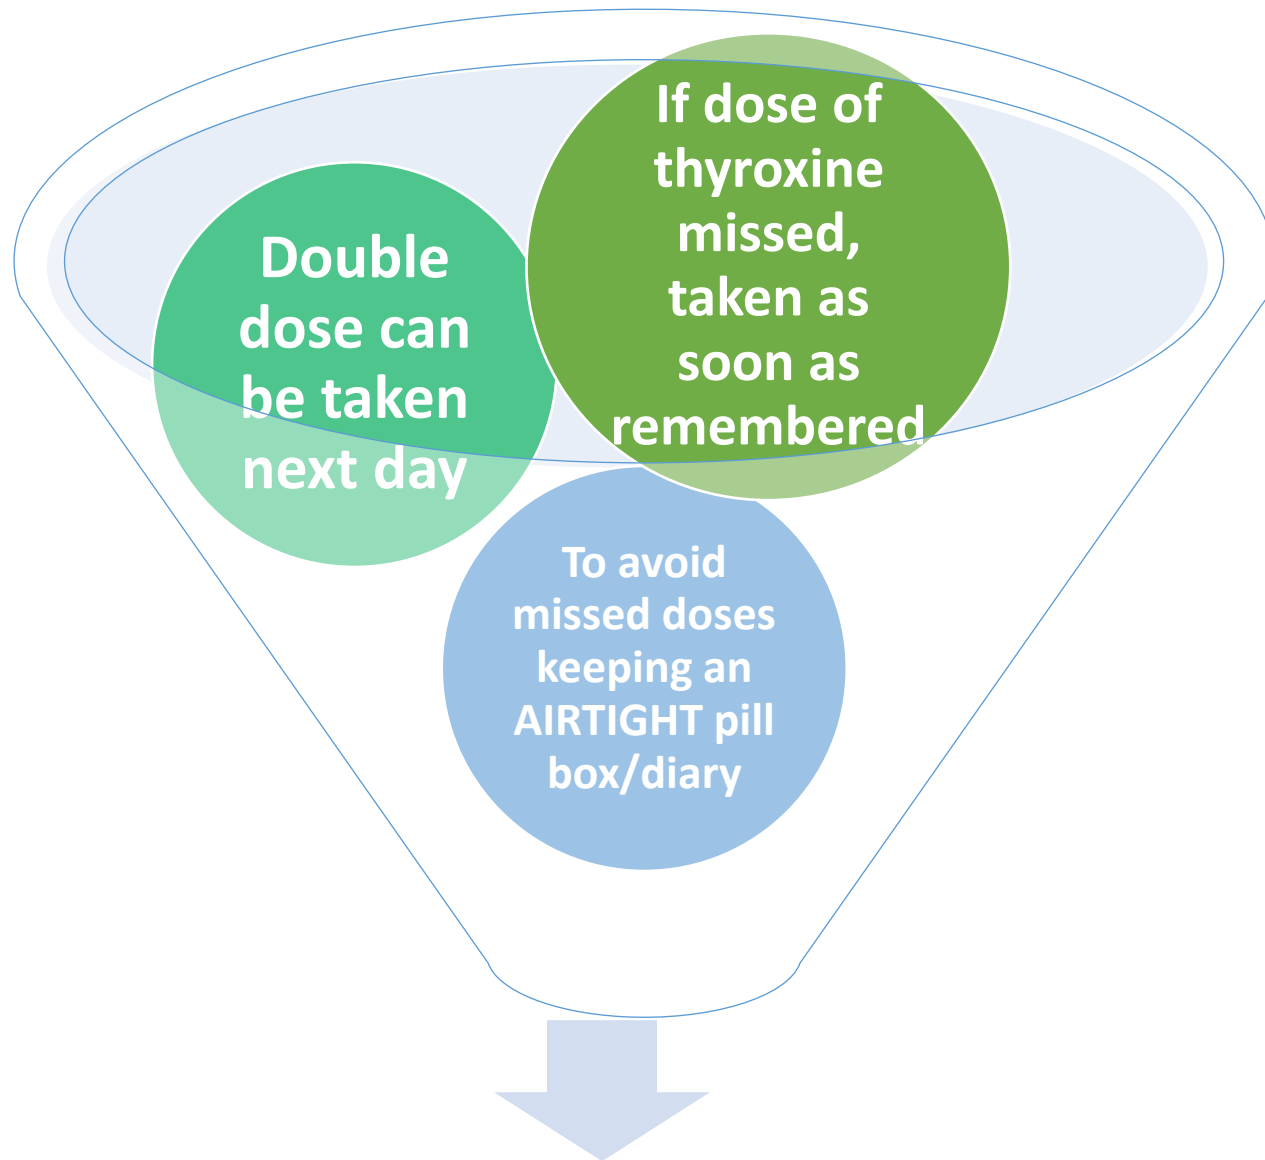 If dose of
thyroxine
missed,
taken as
soon as
remembered
Double
dose can
be taken
next day
To avoid
missed doses
keeping an
AIRTIGHT pill
box/diary